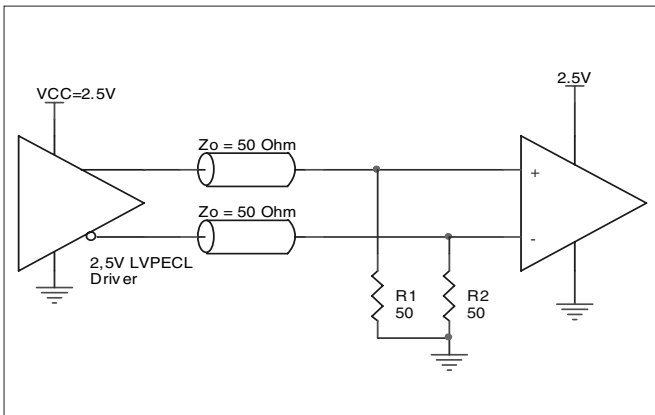 2.5V
VCC=2.5V
Zo = 50 Ohm
+
Zo = 50 Ohm
-
2,5V LVPECL
Driver
R1
50
R2
50